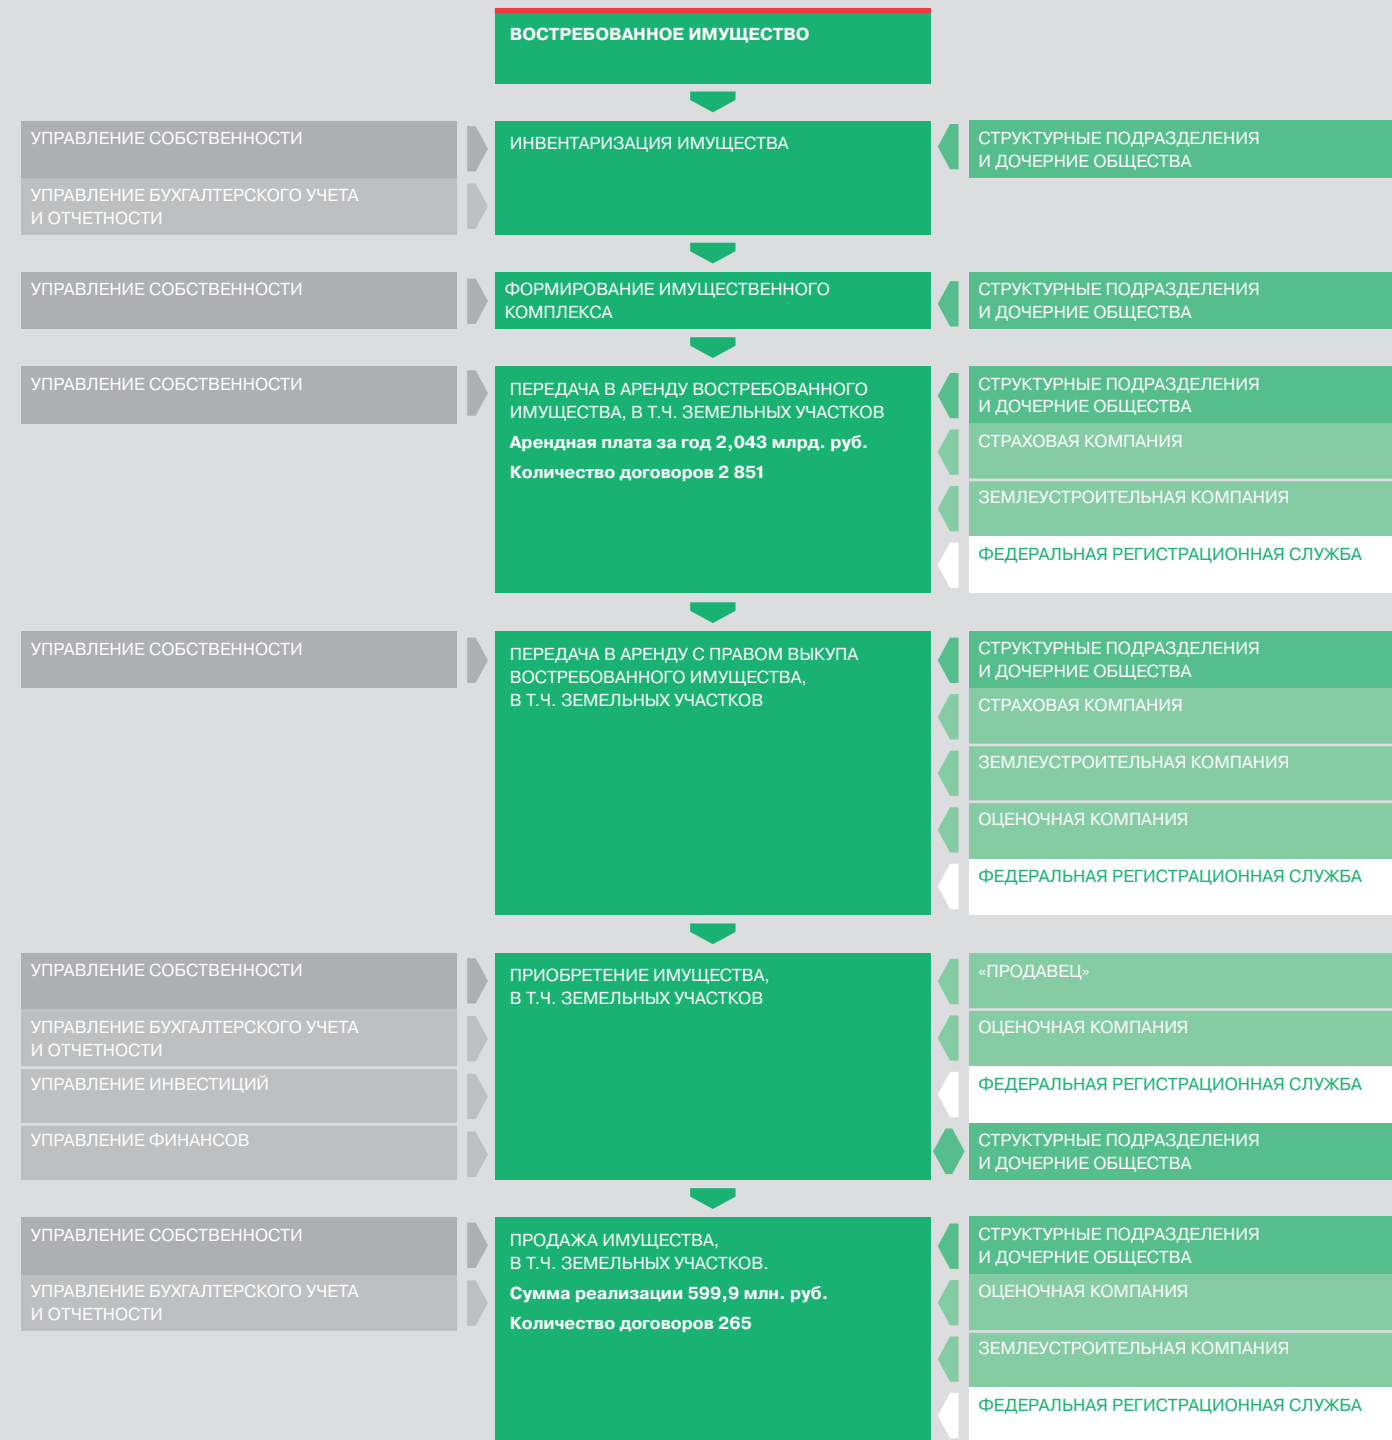 ВОСТРЕБОВАННОЕ ИМУЩЕСТВО
УПРАВЛЕНИЕ СОБСТВЕННОСТИ
УПРАВЛЕНИЕ БУХГАЛТЕРСКОГО УЧЕТА
И ОТЧЕТНОСТИ
ИНВЕНТАРИЗАЦИЯ ИМУЩЕСТВА
СТРУКТУРНЫЕ ПОДРАЗДЕЛЕНИЯ
И ДОЧЕРНИЕ ОБЩЕСТВА
УПРАВЛЕНИЕ СОБСТВЕННОСТИ
ФОРМИРОВАНИЕ ИМУЩЕСТВЕННОГО
КОМПЛЕКСА
СТРУКТУРНЫЕ ПОДРАЗДЕЛЕНИЯ
И ДОЧЕРНИЕ ОБЩЕСТВА
УПРАВЛЕНИЕ СОБСТВЕННОСТИ
ПЕРЕДАЧА В АРЕНДУ ВОСТРЕБОВАННОГО
ИМУЩЕСТВА, В Т.Ч. ЗЕМЕЛЬНЫХ УЧАСТКОВ
Арендная плата за год 2,043 млрд. руб.
Количество договоров 2 851
СТРУКТУРНЫЕ ПОДРАЗДЕЛЕНИЯ
И ДОЧЕРНИЕ ОБЩЕСТВА
СТРАХОВАЯ КОМПАНИЯ
ЗЕМЛЕУСТРОИТЕЛЬНАЯ КОМПАНИЯ
ФЕДЕРАЛЬНАЯ РЕГИСТРАЦИОННАЯ СЛУЖБА
УПРАВЛЕНИЕ СОБСТВЕННОСТИ
ПЕРЕДАЧА В АРЕНДУ С ПРАВОМ ВЫКУПА
ВОСТРЕБОВАННОГО ИМУЩЕСТВА,
В Т.Ч. ЗЕМЕЛЬНЫХ УЧАСТКОВ
СТРУКТУРНЫЕ ПОДРАЗДЕЛЕНИЯ
И ДОЧЕРНИЕ ОБЩЕСТВА
СТРАХОВАЯ КОМПАНИЯ
ЗЕМЛЕУСТРОИТЕЛЬНАЯ КОМПАНИЯ
ОЦЕНОЧНАЯ КОМПАНИЯ
ФЕДЕРАЛЬНАЯ РЕГИСТРАЦИОННАЯ СЛУЖБА
УПРАВЛЕНИЕ СОБСТВЕННОСТИ
УПРАВЛЕНИЕ БУХГАЛТЕРСКОГО УЧЕТА
И ОТЧЕТНОСТИ
УПРАВЛЕНИЕ ИНВЕСТИЦИЙ
УПРАВЛЕНИЕ ФИНАНСОВ
ПРИОБРЕТЕНИЕ ИМУЩЕСТВА,
В Т.Ч. ЗЕМЕЛЬНЫХ УЧАСТКОВ
«ПРОДАВЕЦ»
ОЦЕНОЧНАЯ КОМПАНИЯ
ФЕДЕРАЛЬНАЯ РЕГИСТРАЦИОННАЯ СЛУЖБА
СТРУКТУРНЫЕ ПОДРАЗДЕЛЕНИЯ
И ДОЧЕРНИЕ ОБЩЕСТВА
УПРАВЛЕНИЕ СОБСТВЕННОСТИ
УПРАВЛЕНИЕ БУХГАЛТЕРСКОГО УЧЕТА
И ОТЧЕТНОСТИ
ПРОДАЖА ИМУЩЕСТВА,
В Т.Ч. ЗЕМЕЛЬНЫХ УЧАСТКОВ.
Сумма реализации 599,9 млн. руб.
Количество договоров 265
СТРУКТУРНЫЕ ПОДРАЗДЕЛЕНИЯ
И ДОЧЕРНИЕ ОБЩЕСТВА
ОЦЕНОЧНАЯ КОМПАНИЯ
ЗЕМЛЕУСТРОИТЕЛЬНАЯ КОМПАНИЯ
ФЕДЕРАЛЬНАЯ РЕГИСТРАЦИОННАЯ СЛУЖБА